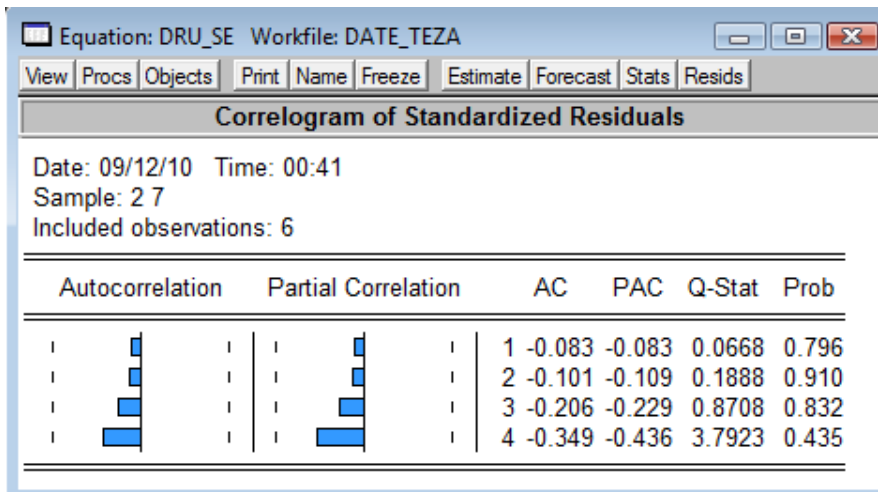 Equation: DRU_SE Workfile: DATE_TEZA
View Procs Objects Print Name Freeze Estimate Forecast Stats Resids
Correlogram of Standardized Residuals
Date: 09/12/10 Time: 00:41
Sample: 2 7
Included observations: 6
Autocorrelation Partial Correlation AC PAC Q-Stat Prob
1 -0.083 -0.083 0.0668 0.796
2 -0.101 -0.109 0.1888 0.910
3 -0.206 -0.229 0.8708 0.832
4 -0.349 -0.436 3.7923 0.435